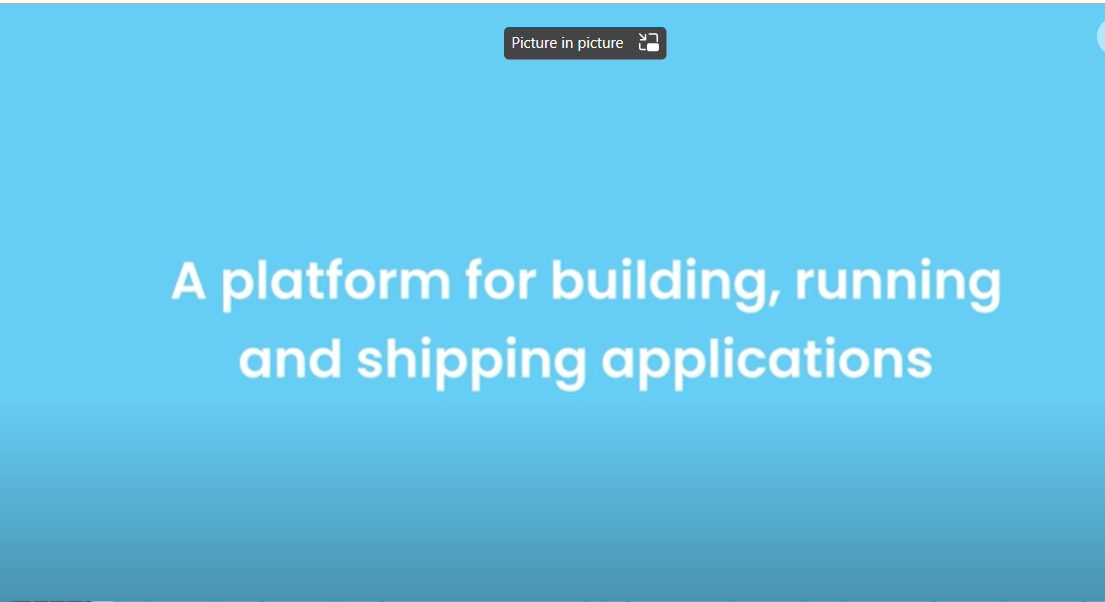 Picture in picture
A platform for building, running
and shipping applications